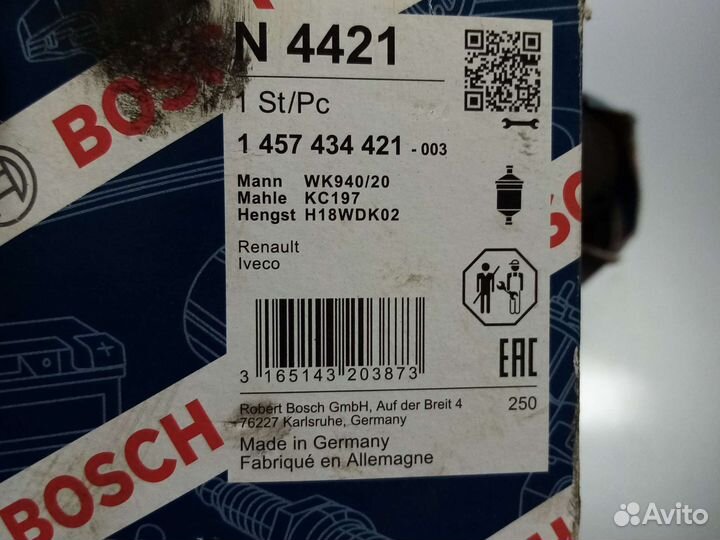 BOSCH
N 4421
1 St/Pc
1 457 434 421 - 003
Mann WK940/20
Mahle KC197
Hengst H18WDK02
Renault
Iveco
3 165143 203873
EAC
Robert Bosch GmbH, Auf der Breit 4
76227 Karlsruhe, Germany
250
Made in Germany
Fabriqué en Allemagne
BOSCH
Avito